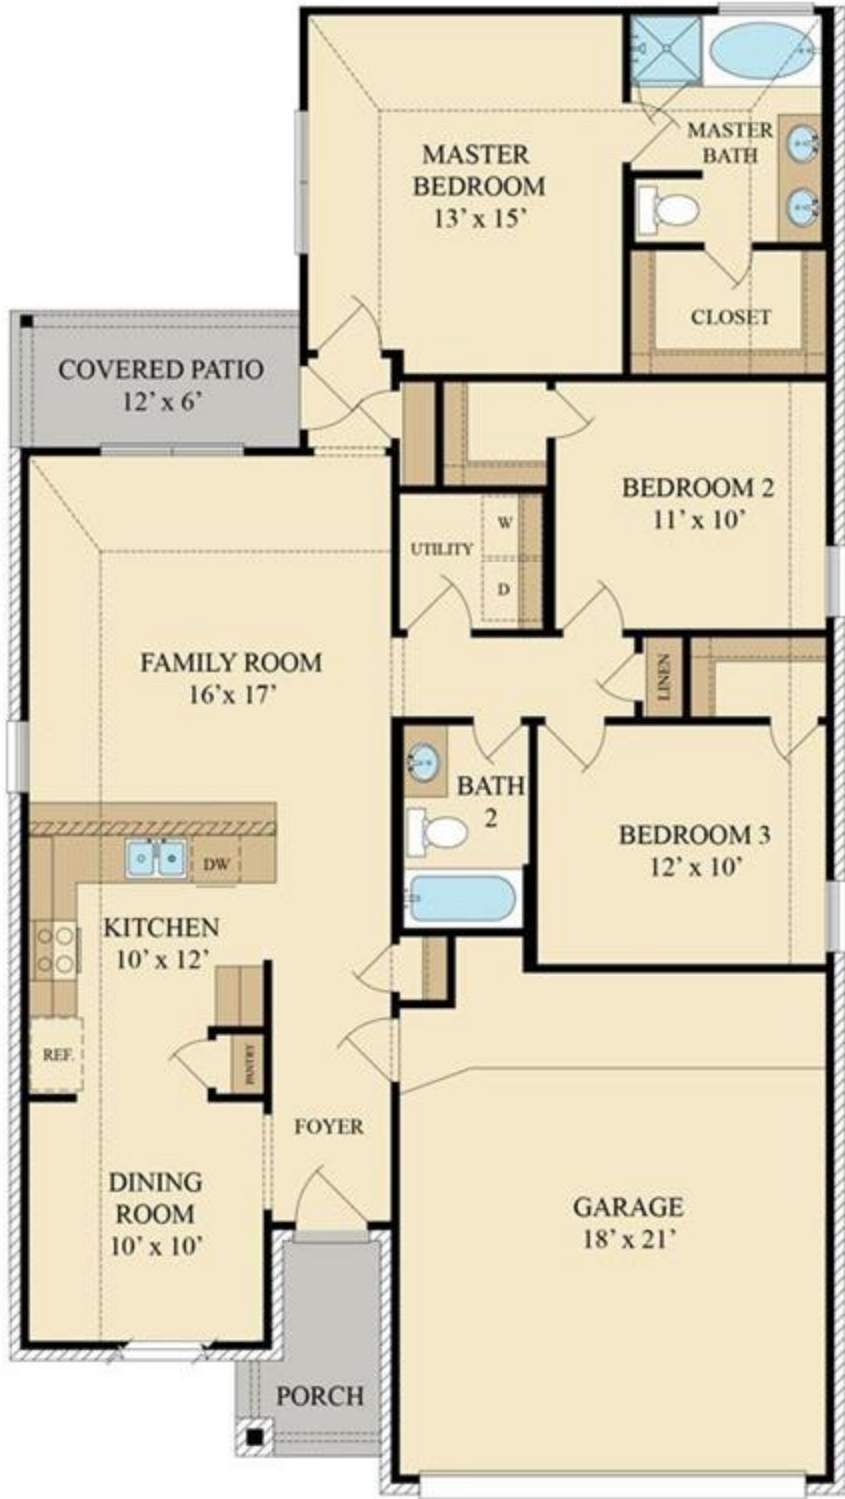 MASTER
BEDROOM
13’ x 15’
MASTER
BATH
CLOSET
COVERED PATIO
12’ x 6’
BEDROOM 2
11’ x 10’
UTILITY
W
D
FAMILY ROOM
16’x 17’
LINEN
BATH
2
BEDROOM 3
12’ x 10’
DW
KITCHEN
10’ x 12’
REF.
PANTRY
FOYER
DINING
ROOM
10’ x 10’
GARAGE
18’ x 21’
PORCH